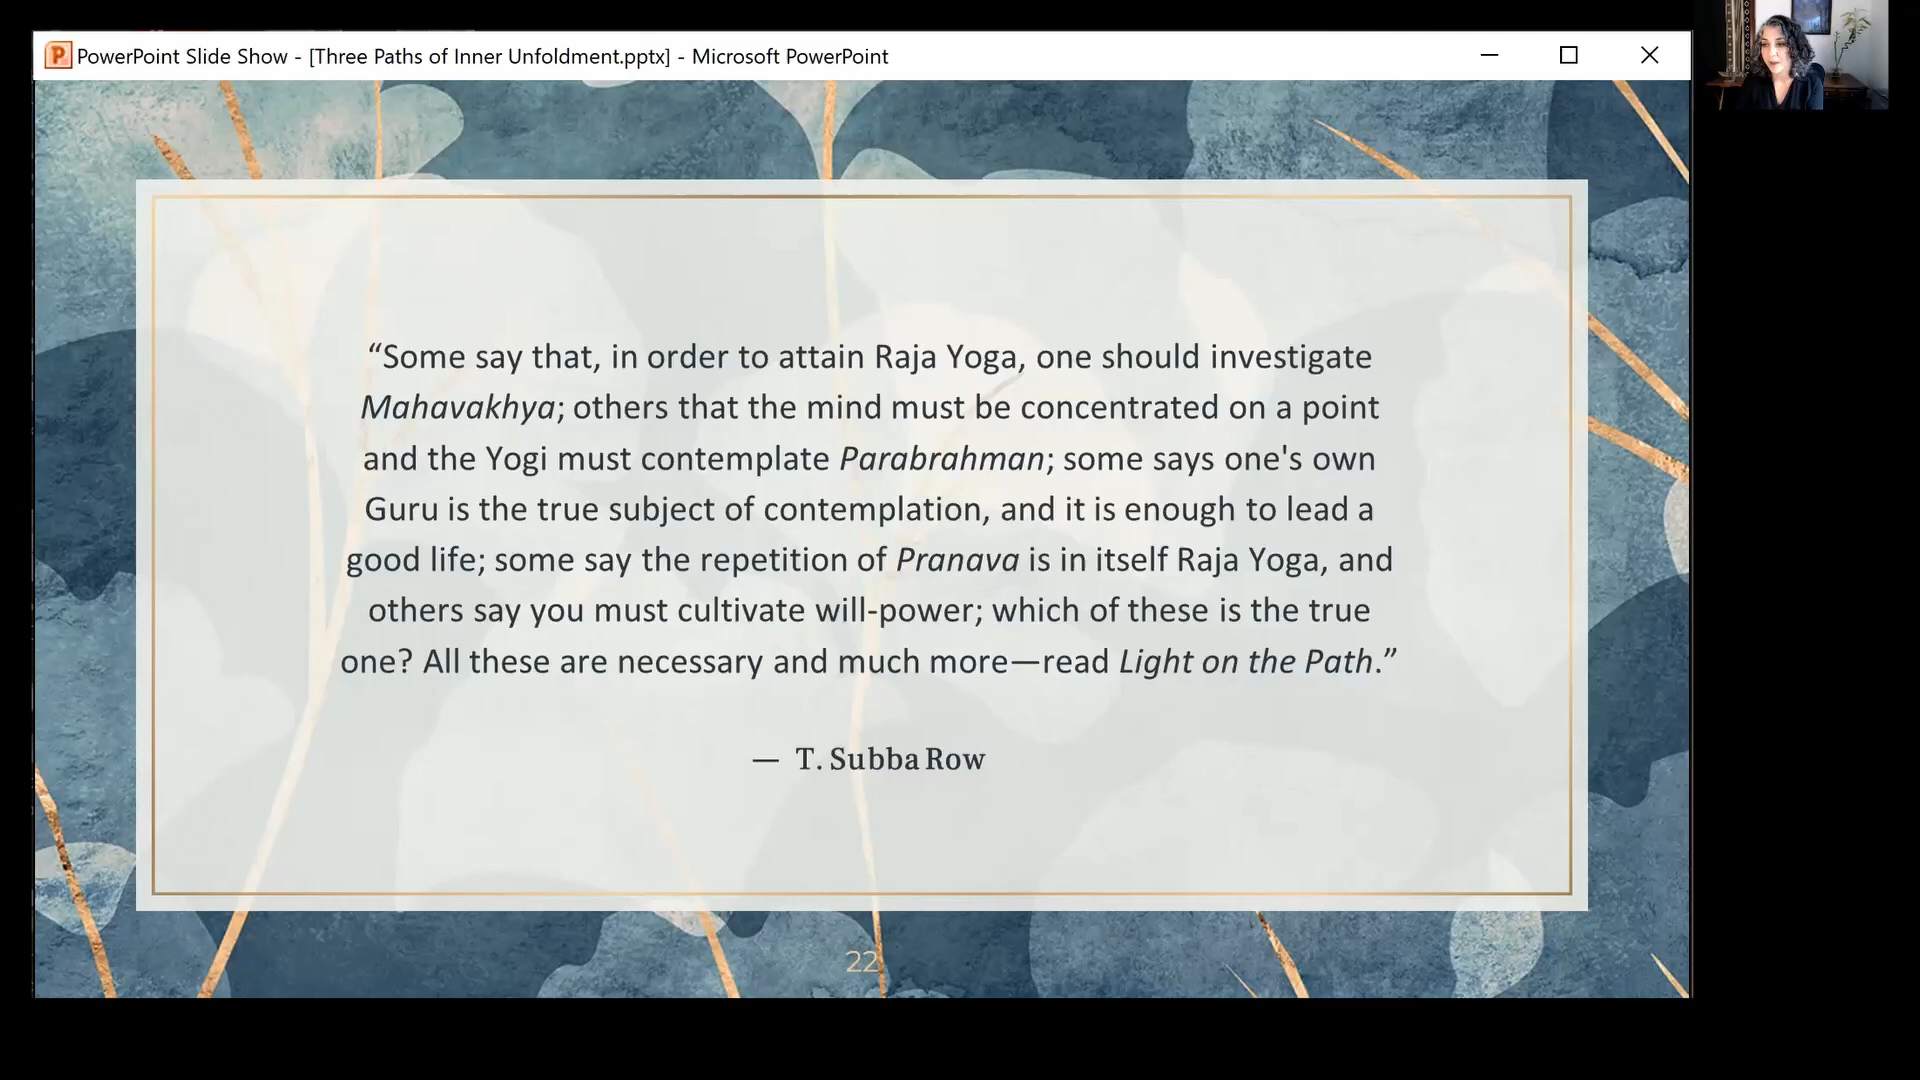 PowerPoint Slide Show - [Three Paths of Inner Unfoldment.pptx] - Microsoft PowerPoint
“Some say that, in order to attain Raja Yoga, one should investigate
Mahavakhya; others that the mind must be concentrated on a point
and the Yogi must contemplate Parabrahman; some says one's own
Guru is the true subject of contemplation, and it is enough to lead a
good life; some say the repetition of Pranava is in itself Raja Yoga, and
others say you must cultivate will-power; which of these is the true
one? All these are necessary and much more—read Light on the Path.”
— T. Subba Row
22